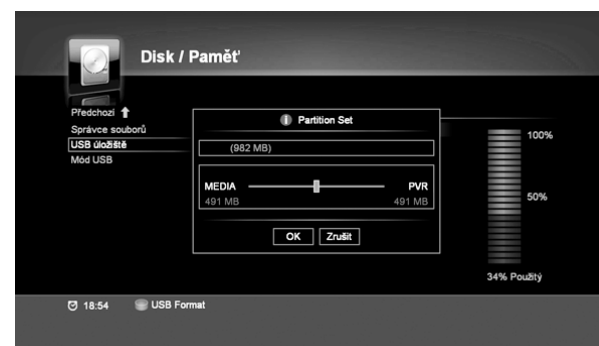 Disk / Paměť
Předchozí
Správce souborů
USB úložiště
Mód USB
Partition Set
(982 MB)
MEDIA PVR
491 MB 491 MB
OK Zrušit
100%
50%
34% Použitý
18:54 USB Format